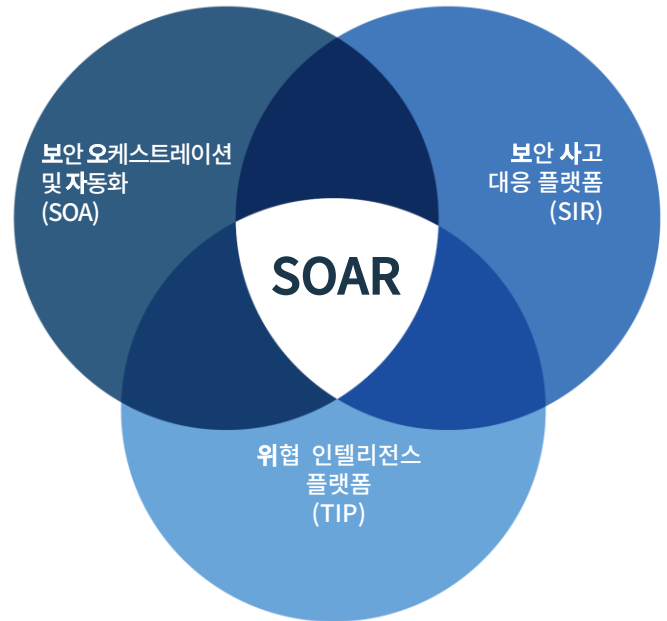 보안 오케스트레이션
및 자동화
(SOA)
보안 사고
대응 플랫폼
(SIR)
SOAR
위협 인텔리전스
플랫폼
(TIP)